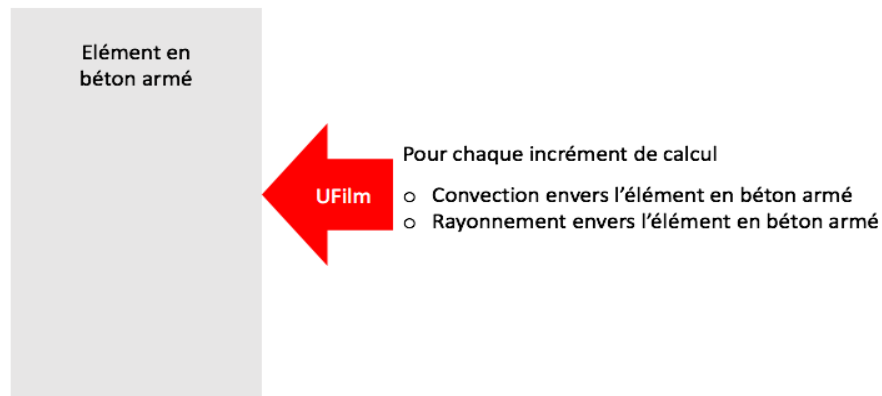 Elément en
béton armé
Pour chaque incrément de calcul
UFilm
o Convection envers l'élément en béton armé
o Rayonnement envers l'élément en béton armé